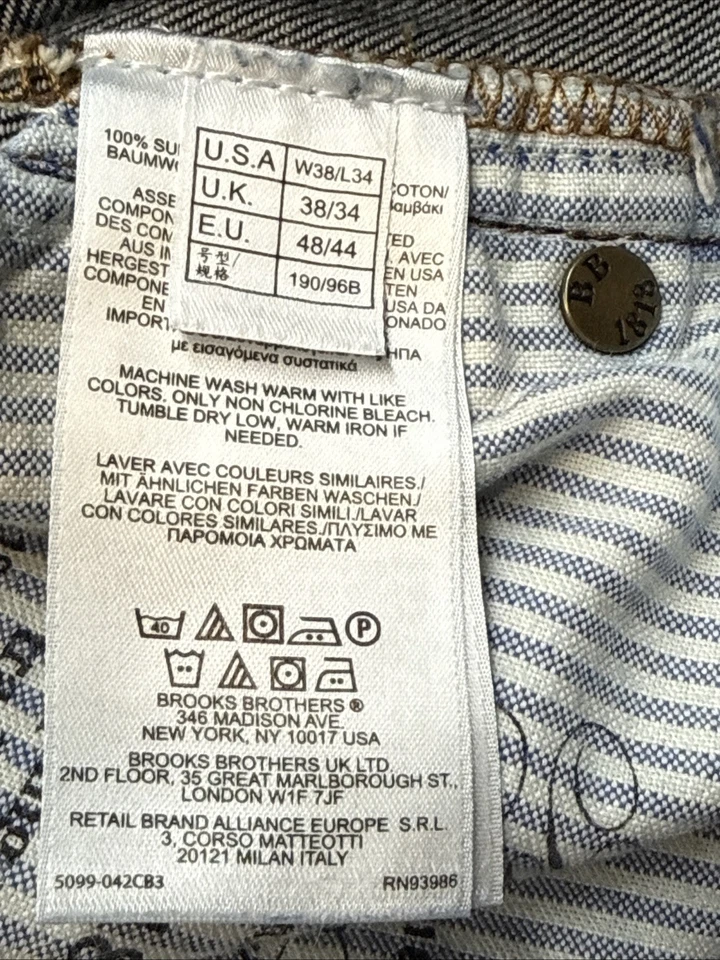 U.S.A W38/L34
U.K. 38/34
E.U. 48/44
号型/
规格 190/96B
100% SU
BAUMW
COTON/
βαμβάκι
ASSE
COMPON
DES COM
AUS IM
HERGEST
COMPONE
EN
IMPORT
TED
. AVEC
EN USA
TEN
USA DA
ONADO
ΗΠΑ
με εισαγόμενα συστατικά
MACHINE WASH WARM WITH LIKE
COLORS. ONLY NON CHLORINE BLEACH.
TUMBLE DRY LOW, WARM IRON IF
NEEDED.
LAVER AVEC COULEURS SIMILAIRES./
MIT ÄHNLICHEN FARBEN WASCHEN./
LAVARE CON COLORI SIMILI./LAVAR
CON COLORES SIMILARES./ΠΛΥΣΙΜΟ ΜΕ
ΠΑΡΟΜΟΙΑ ΧΡΩΜΑΤΑ
40 P
BROOKS BROTHERS ®
346 MADISON AVE.
NEW YORK, NY 10017 USA
BROOKS BROTHERS UK LTD.
2ND FLOOR, 35 GREAT MARLBOROUGH ST.,
LONDON W1F 7JF
RETAIL BRAND ALLIANCE EUROPE S.R.L.
3, CORSO MATTEOTTI
20121 MILAN ITALY
5099-042CB3 RN93986
BB
1818